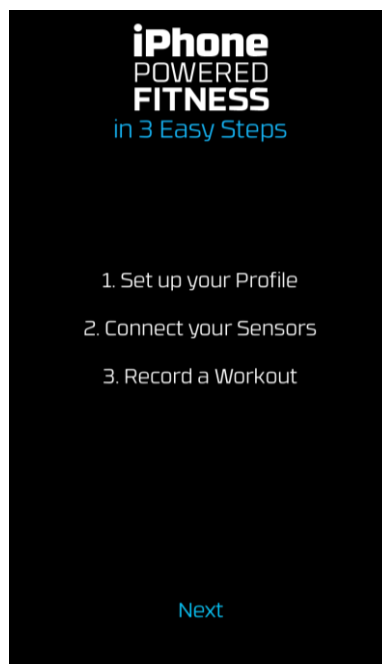 iPhone
POWERED
FITNESS
in 3 Easy Steps
1. Set up your Profile
2. Connect your Sensors
3. Record a Workout
Next